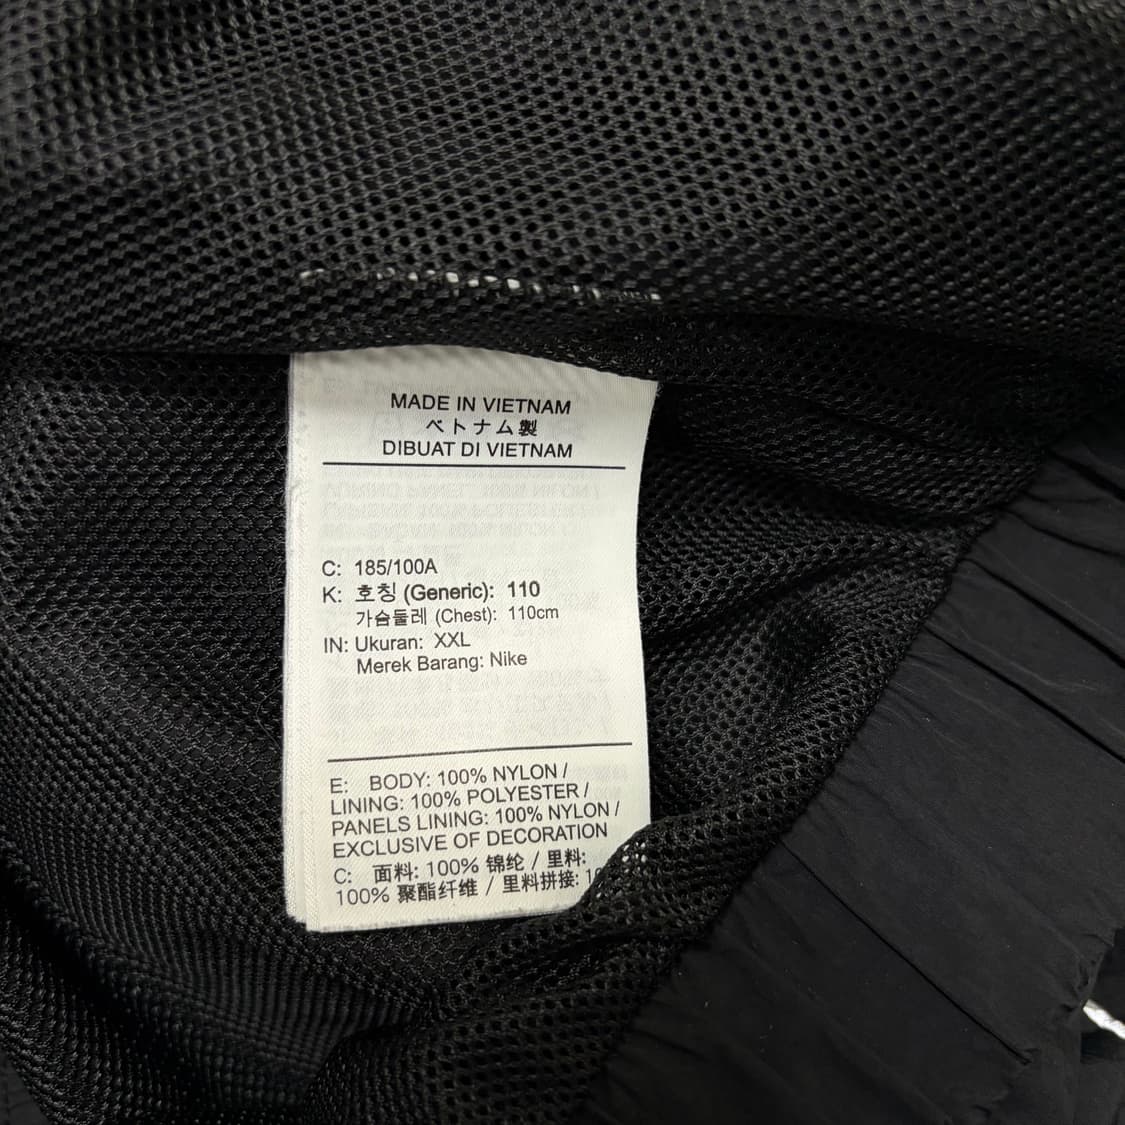 MADE IN VIETNAM
ベトナム製
DIBUAT DI VIETNAM
C: 185/100A
K: 호칭 (Generic): 110
가슴둘레 (Chest): 110cm
IN: Ukuran: XXL
Merek Barang: Nike
E: BODY: 100% NYLON /
LINING: 100% POLYESTER /
PANELS LINING: 100% NYLON /
EXCLUSIVE OF DECORATION
C: 面料: 100% 锦纶 / 里料:
100% 聚酯纤维 / 里料拼接: